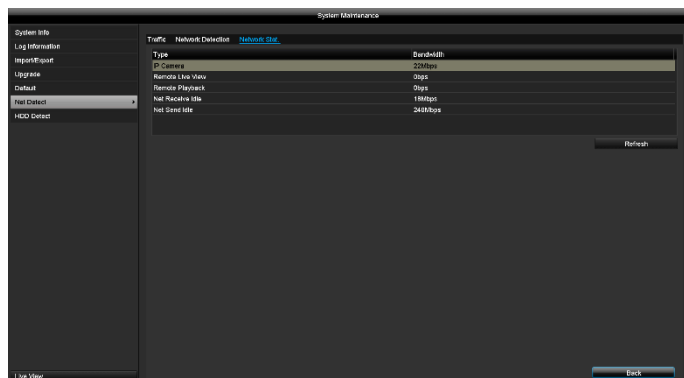 System Maintenance
System Info
Log Information
Import/Export
Upgrade
Default
Net Detect
HDD Detect
Traffic Network Detection Network Stat.
Type Bandwidth
IP Camera 22Mbps
Remote Live View 0bps
Remote Playback 0bps
Net Receive Idle 18Mbps
Net Send Idle 240Mbps
Refresh
Live View
Back